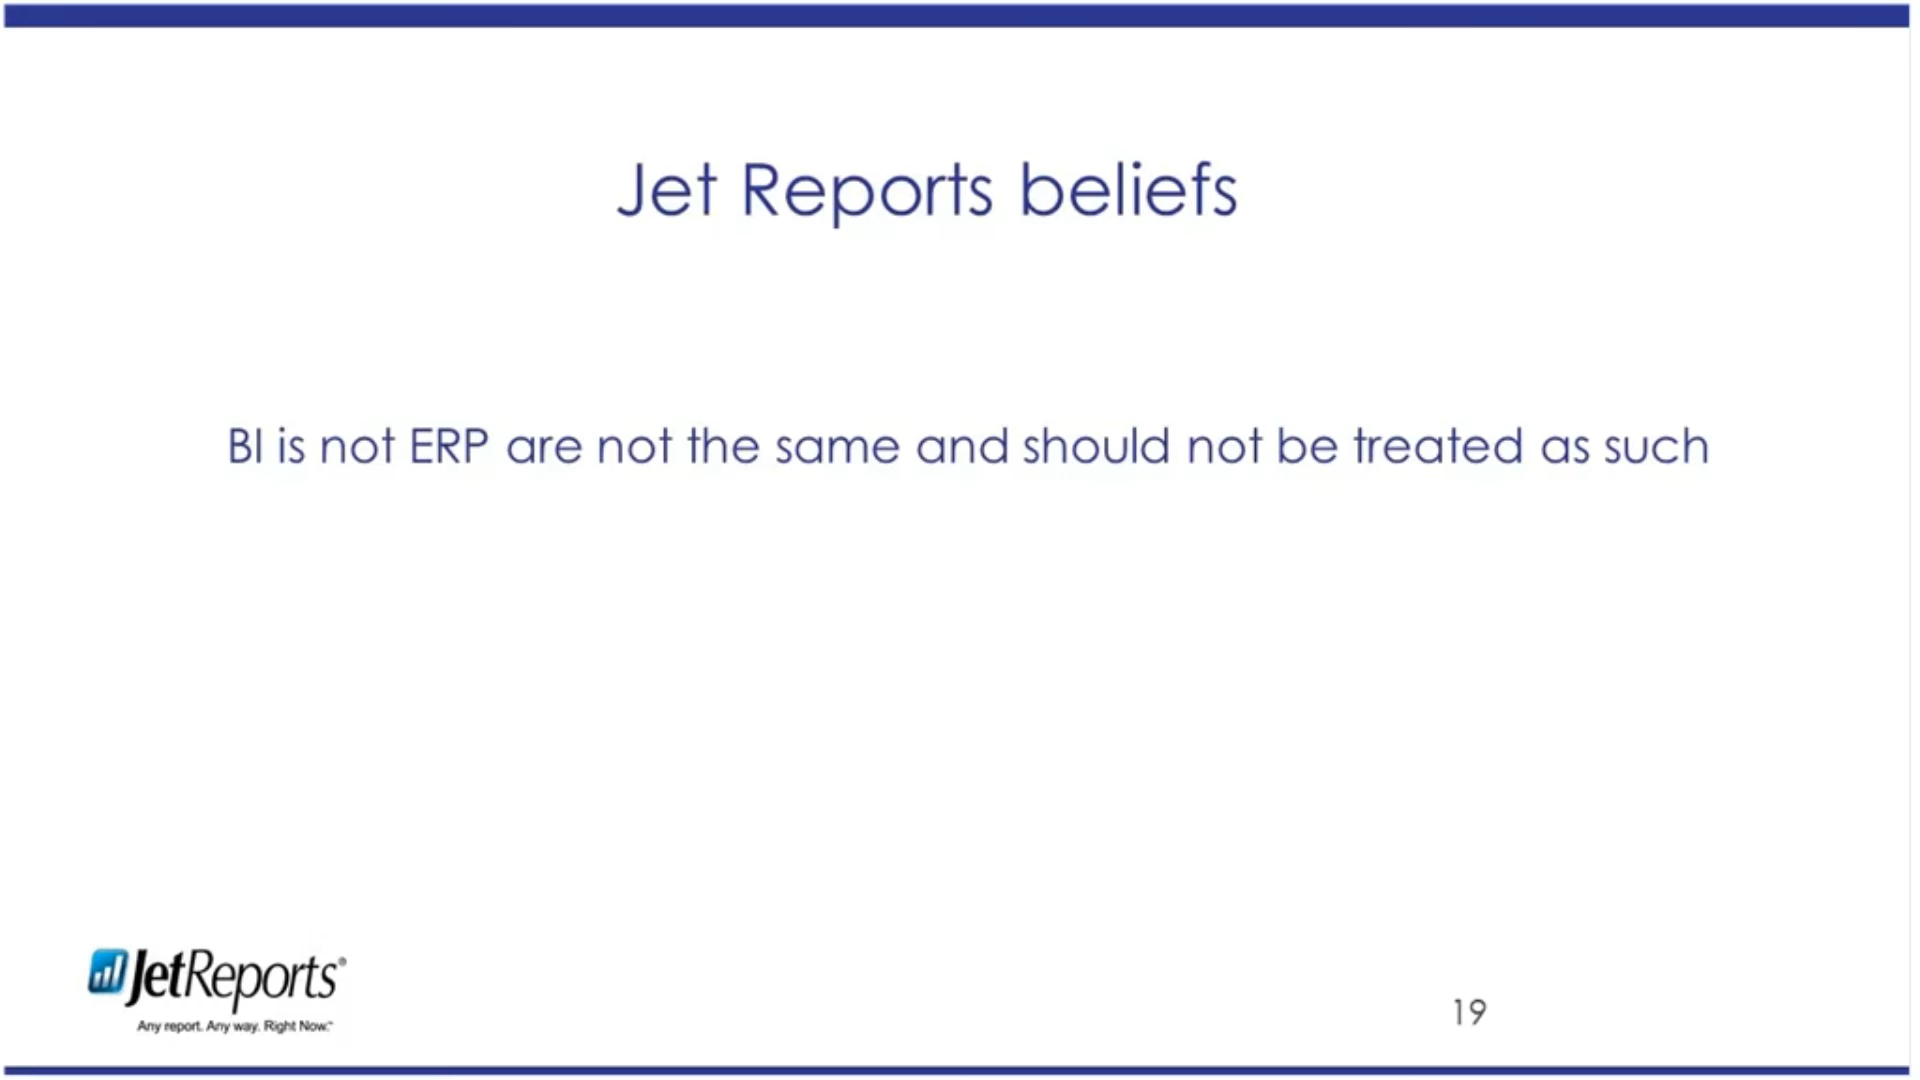 Jet Reports beliefs
BI is not ERP are not the same and should not be treated as such
JetReports®
Any report. Any way. Right Now.™
19